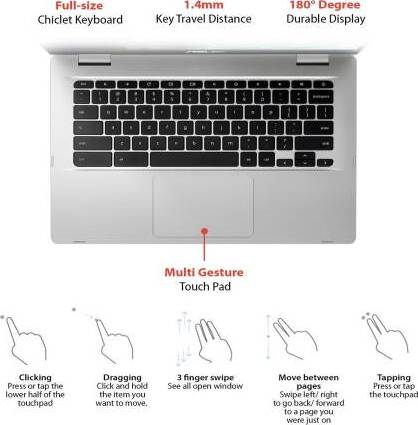 Full-size 1.4mm 180° Degree
Chiclet Keyboard Key Travel Distance Durable Display
Multi Gesture
Touch Pad
Clicking
Press or tap the
lower half of the
touchpad
Dragging
Click and hold
the item you
want to move.
3 finger swipe
See all open window
Move between
pages
Swipe left/ right
to go back/ forward
to a page you
were just on
Tapping
Press or tap
the touchpad